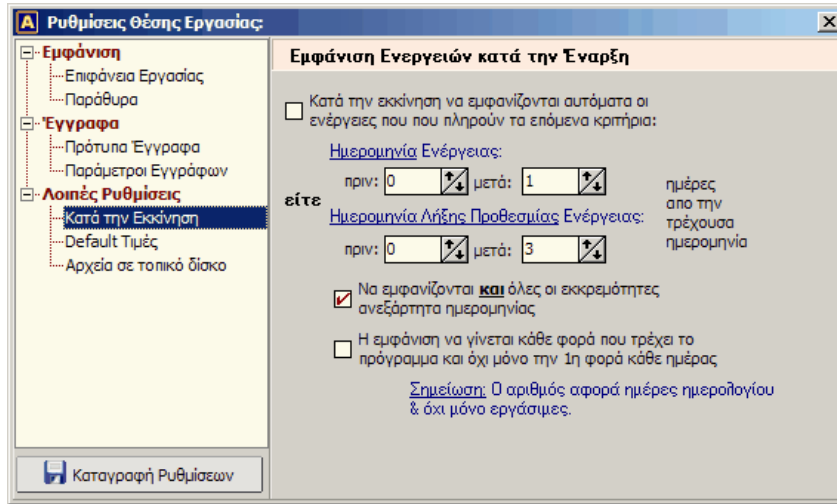 A Ρυθμίσεις Θέσης Εργασίας:
Εμφάνιση
Επιφάνεια Εργασίας
Παράθυρα
Έγγραφα
Πρότυπα Έγγραφα
Παράμετροι Εγγράφων
Λοιπές Ρυθμίσεις
Κατά την Εκκίνηση
Default Τιμές
Αρχεία σε τοπικό δίσκο
Καταγραφή Ρυθμίσεων
Εμφάνιση Ενεργειών κατά την Έναρξη
Κατά την εκκίνηση να εμφανίζονται αυτόματα οι
ενέργειες που που πληρούν τα επόμενα κριτήρια:
Ημερομηνία Ενέργειας:
πριν: 0 μετά: 1
είτε
Ημερομηνία Λήξης Προθεσμίας Ενέργειας:
πριν: 0 μετά: 3
ημέρες
απο την
τρέχουσα
ημερομηνία
Να εμφανίζονται και όλες οι εκκρεμότητες
ανεξάρτητα ημερομηνίας
Η εμφάνιση να γίνεται κάθε φορά που τρέχει το
πρόγραμμα και όχι μόνο την 1η φορά κάθε ημέρας
Σημείωση: Ο αριθμός αφορά ημέρες ημερολογίου
& όχι μόνο εργάσιμες.